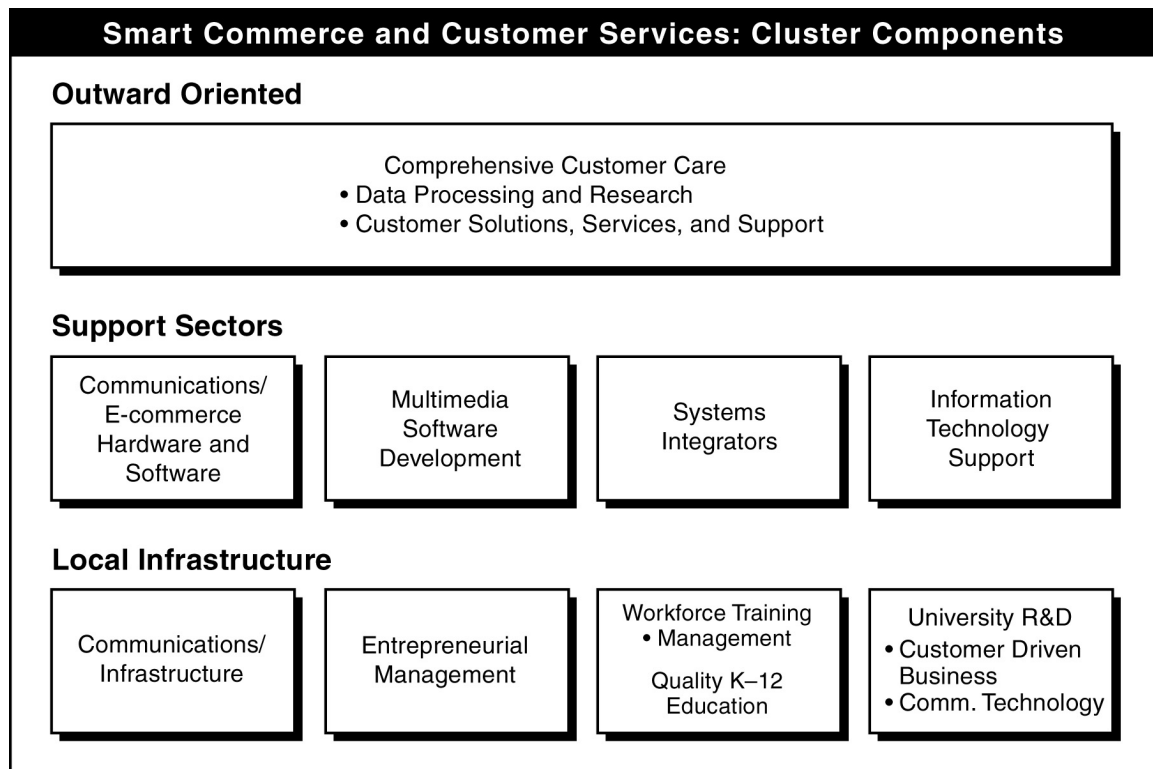 Smart Commerce and Customer Services: Cluster Components
Outward Oriented
Comprehensive Customer Care
• Data Processing and Research
• Customer Solutions, Services, and Support
Support Sectors
Communications/
E-commerce
Hardware and
Software
Multimedia
Software
Development
Systems
Integrators
Information
Technology
Support
Local Infrastructure
Communications/
Infrastructure
Entrepreneurial
Management
Workforce Training
• Management
Quality K–12
Education
University R&D
• Customer Driven
Business
• Comm. Technology